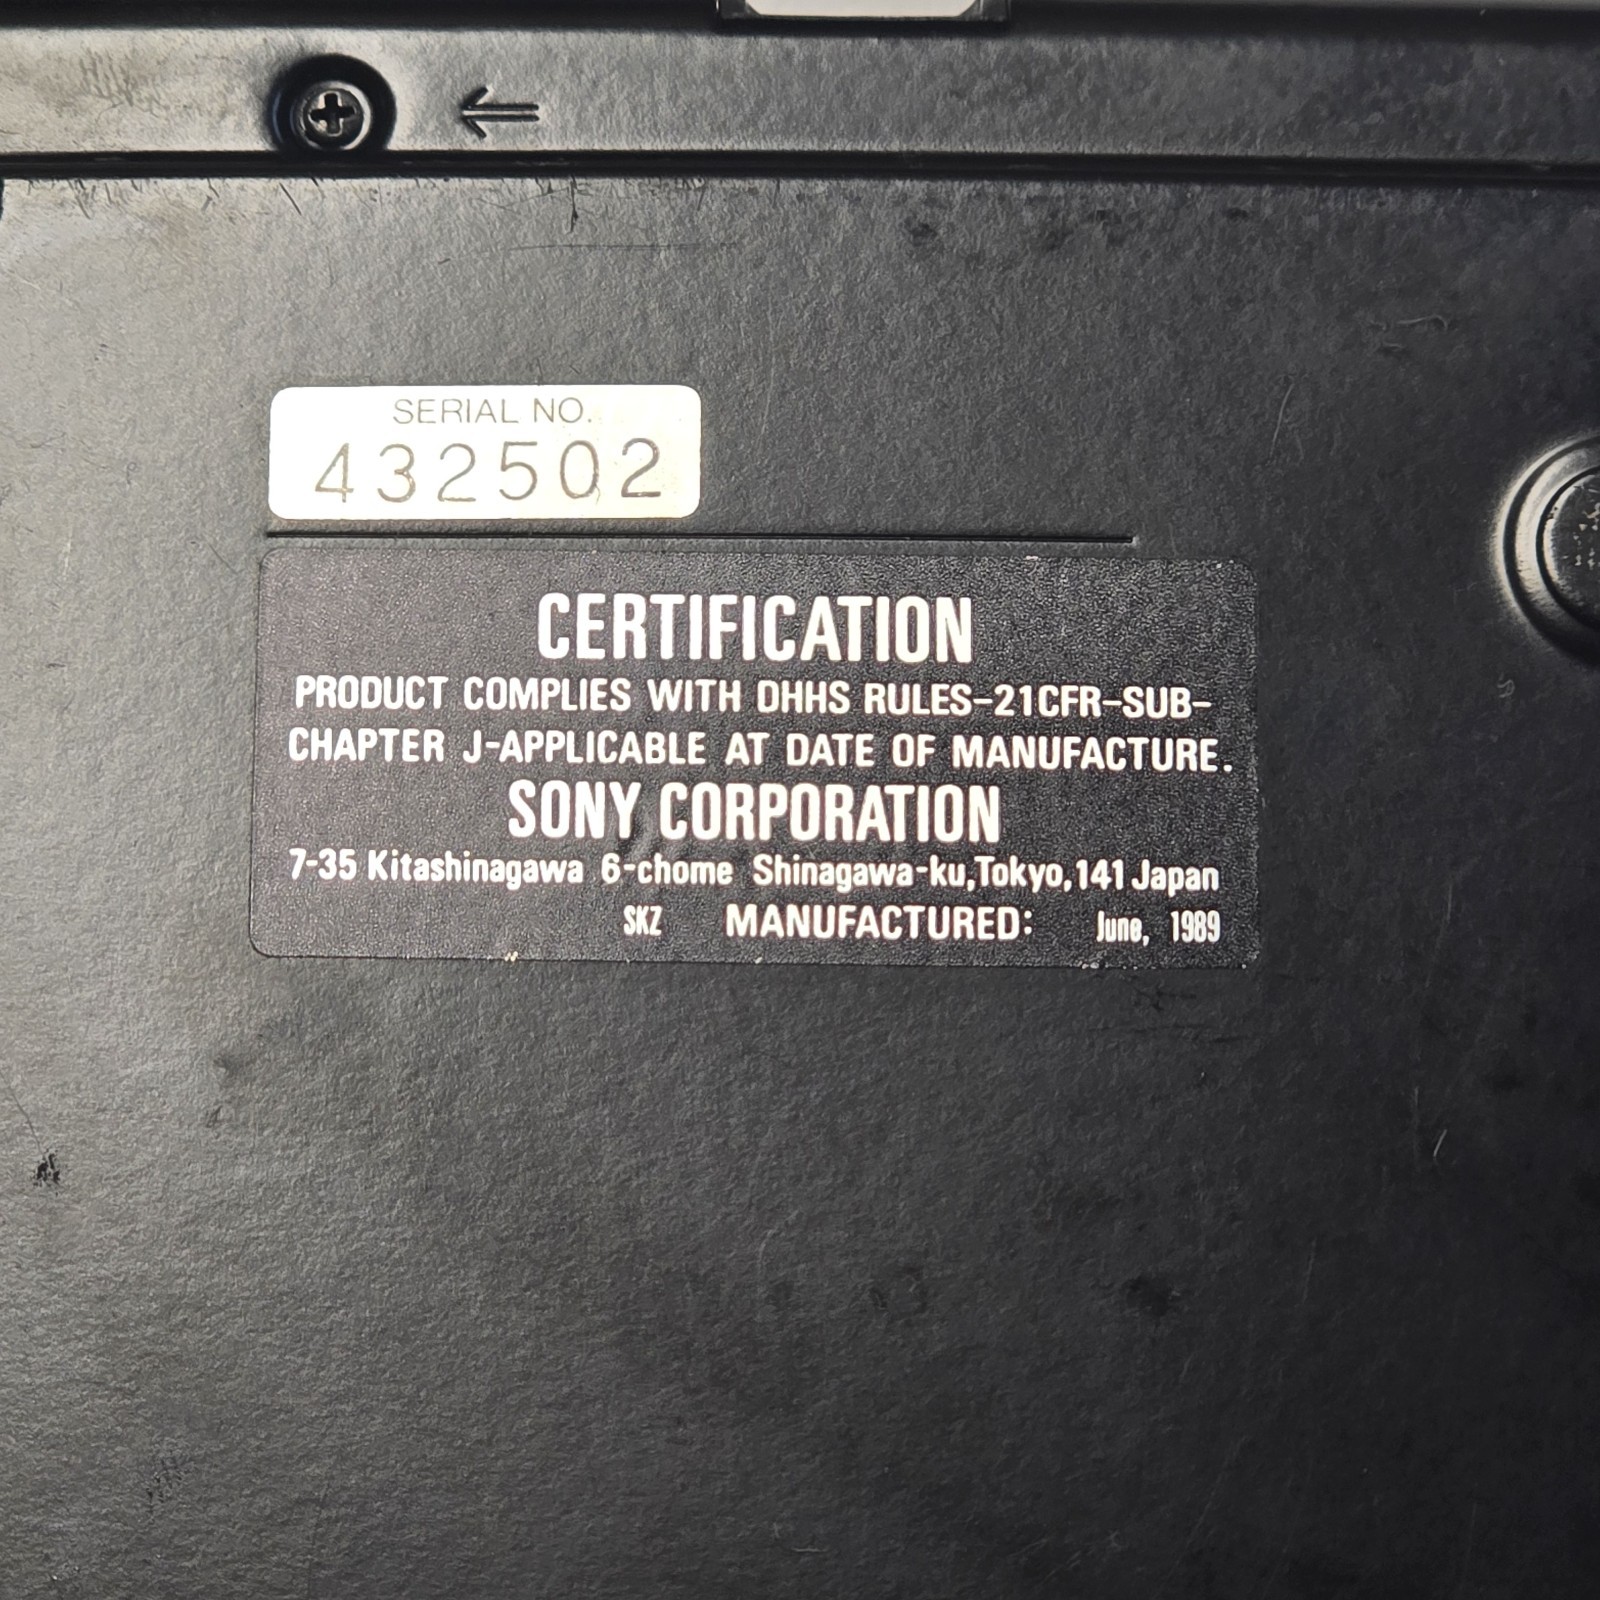 SERIAL NO.
432502
CERTIFICATION
PRODUCT COMPLIES WITH DHHS RULES-21CFR-SUB-
CHAPTER J-APPLICABLE AT DATE OF MANUFACTURE.
SONY CORPORATION
7-35 Kitashinagawa 6-chome Shinagawa-ku,Tokyo,141 Japan
SKZ MANUFACTURED: June, 1989